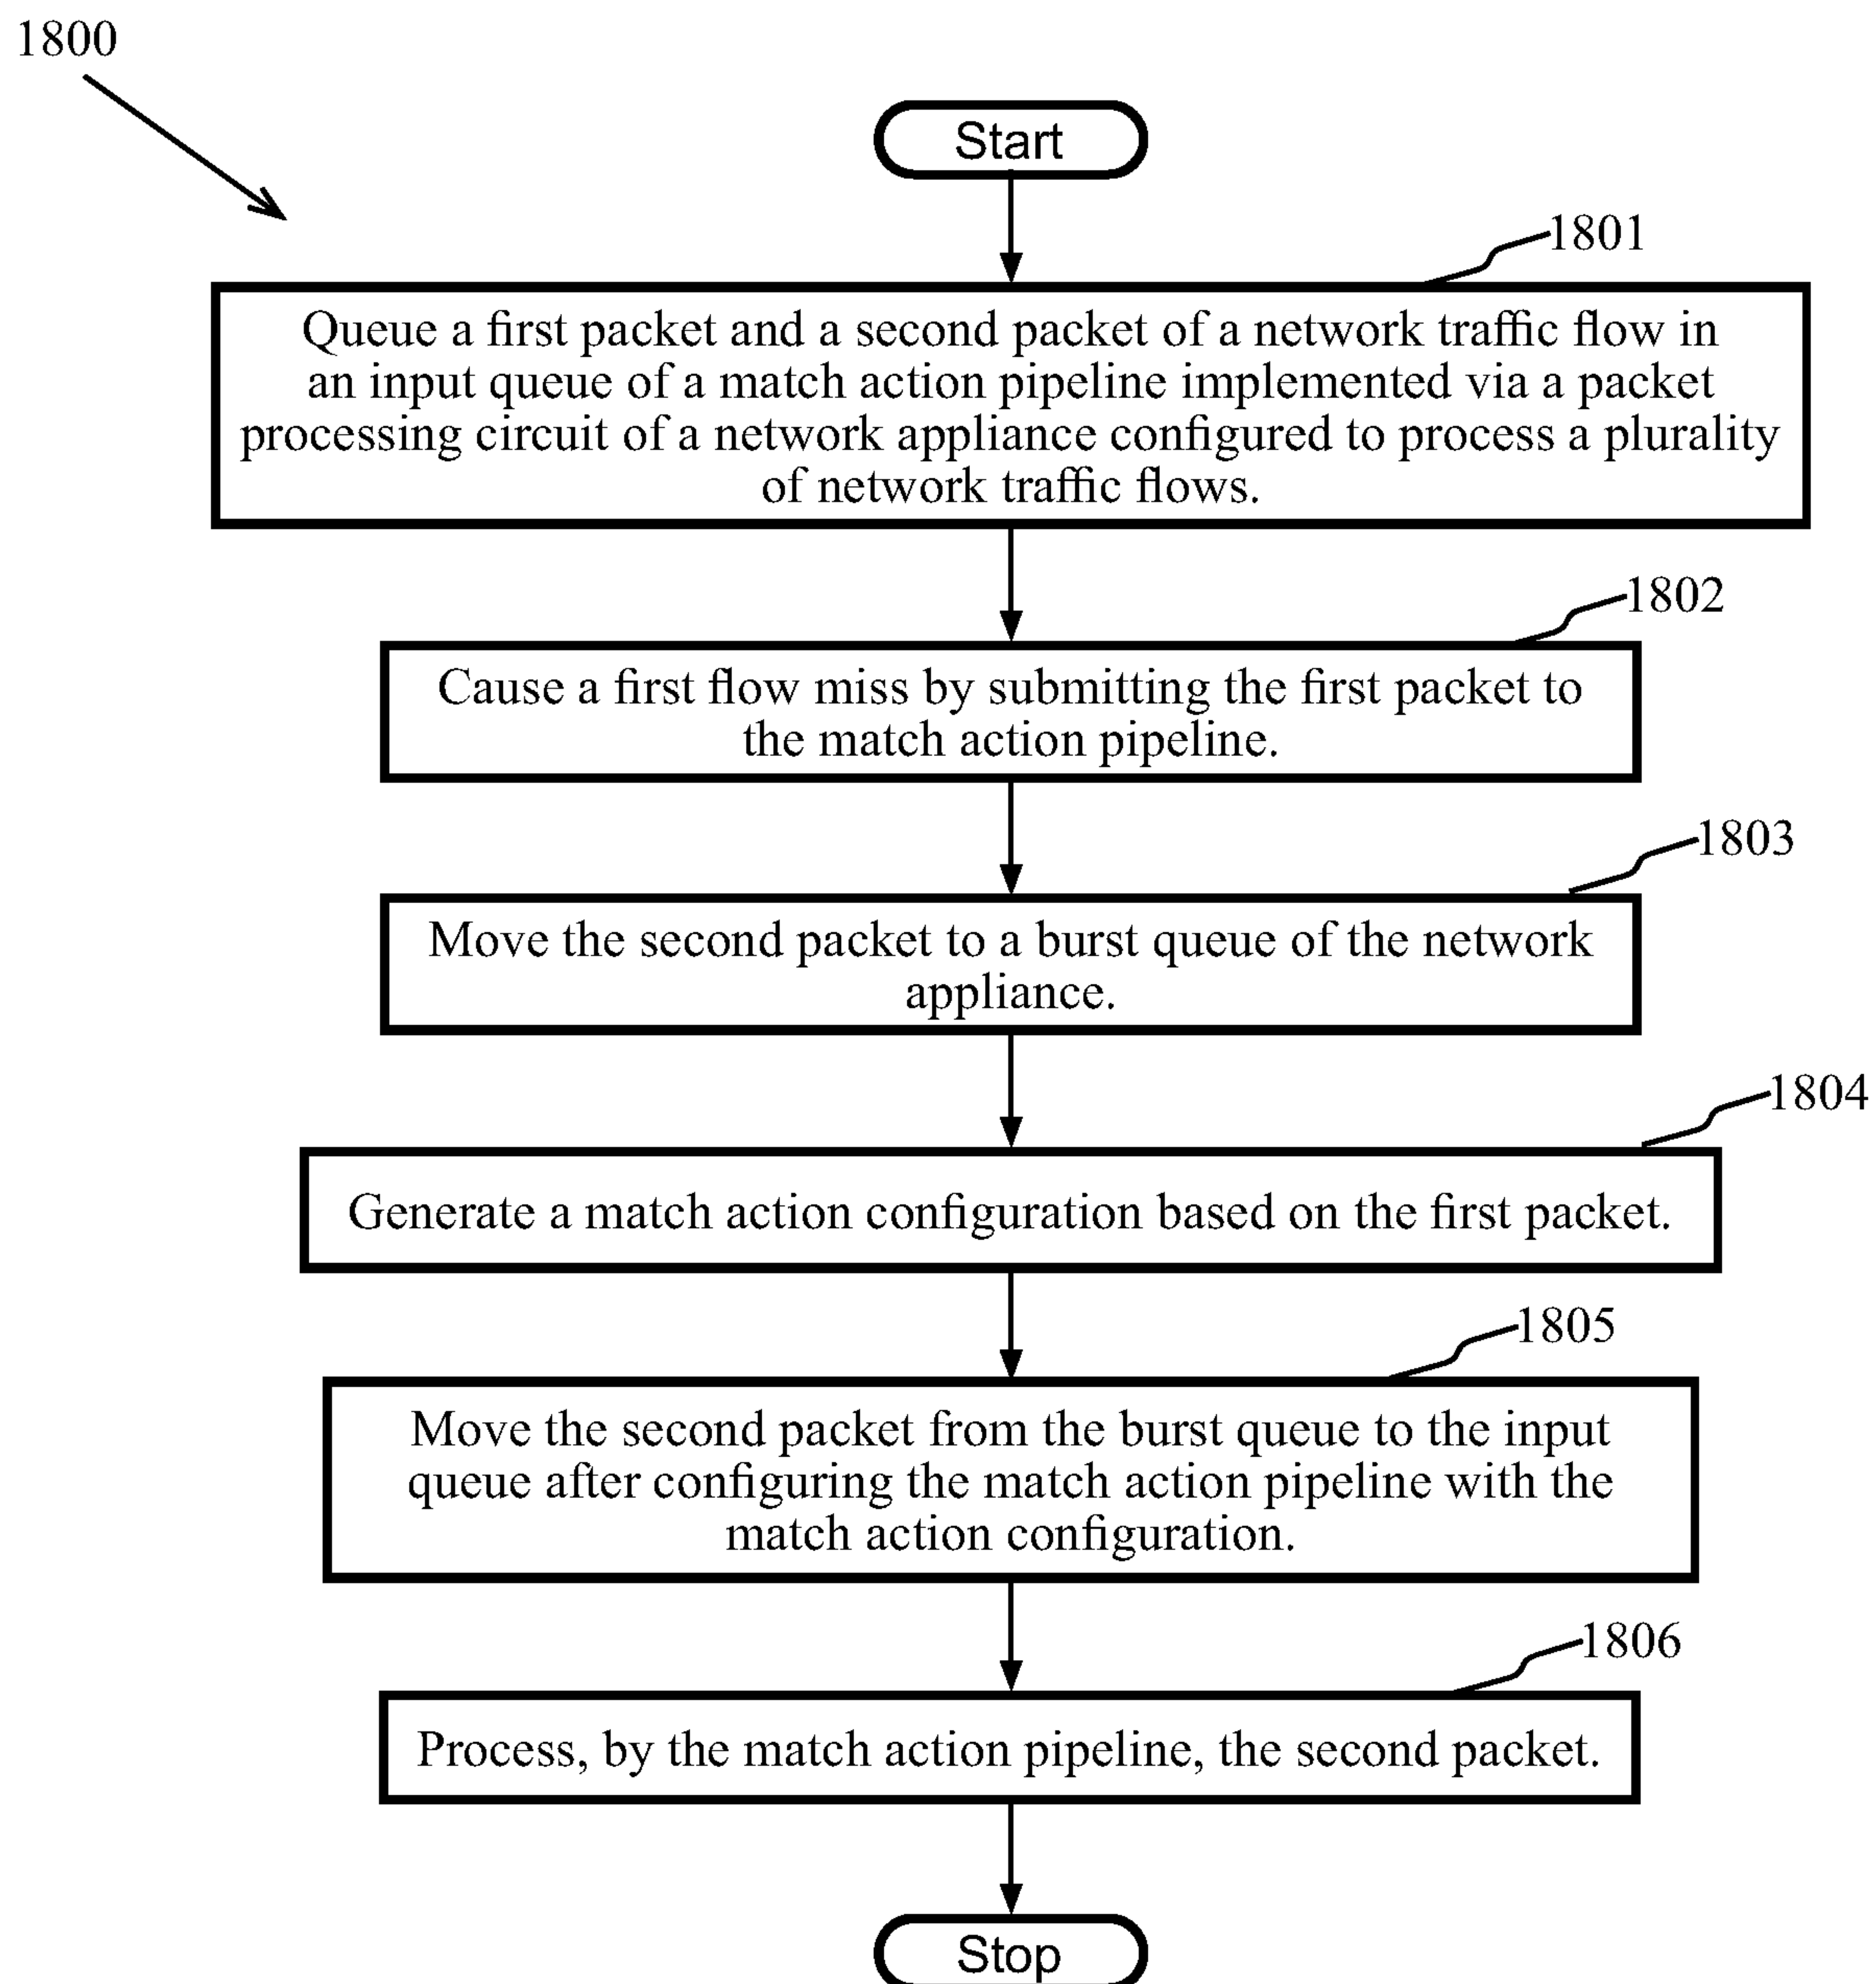 1800
Start
1801
Queue a first packet and a second packet of a network traffic flow in
an input queue of a match action pipeline implemented via a packet
processing circuit of a network appliance configured to process a plurality
of network traffic flows.
1802
Cause a first flow miss by submitting the first packet to
the match action pipeline.
1803
Move the second packet to a burst queue of the network
appliance.
1804
Generate a match action configuration based on the first packet.
1805
Move the second packet from the burst queue to the input
queue after configuring the match action pipeline with the
match action configuration.
1806
Process, by the match action pipeline, the second packet.
Stop